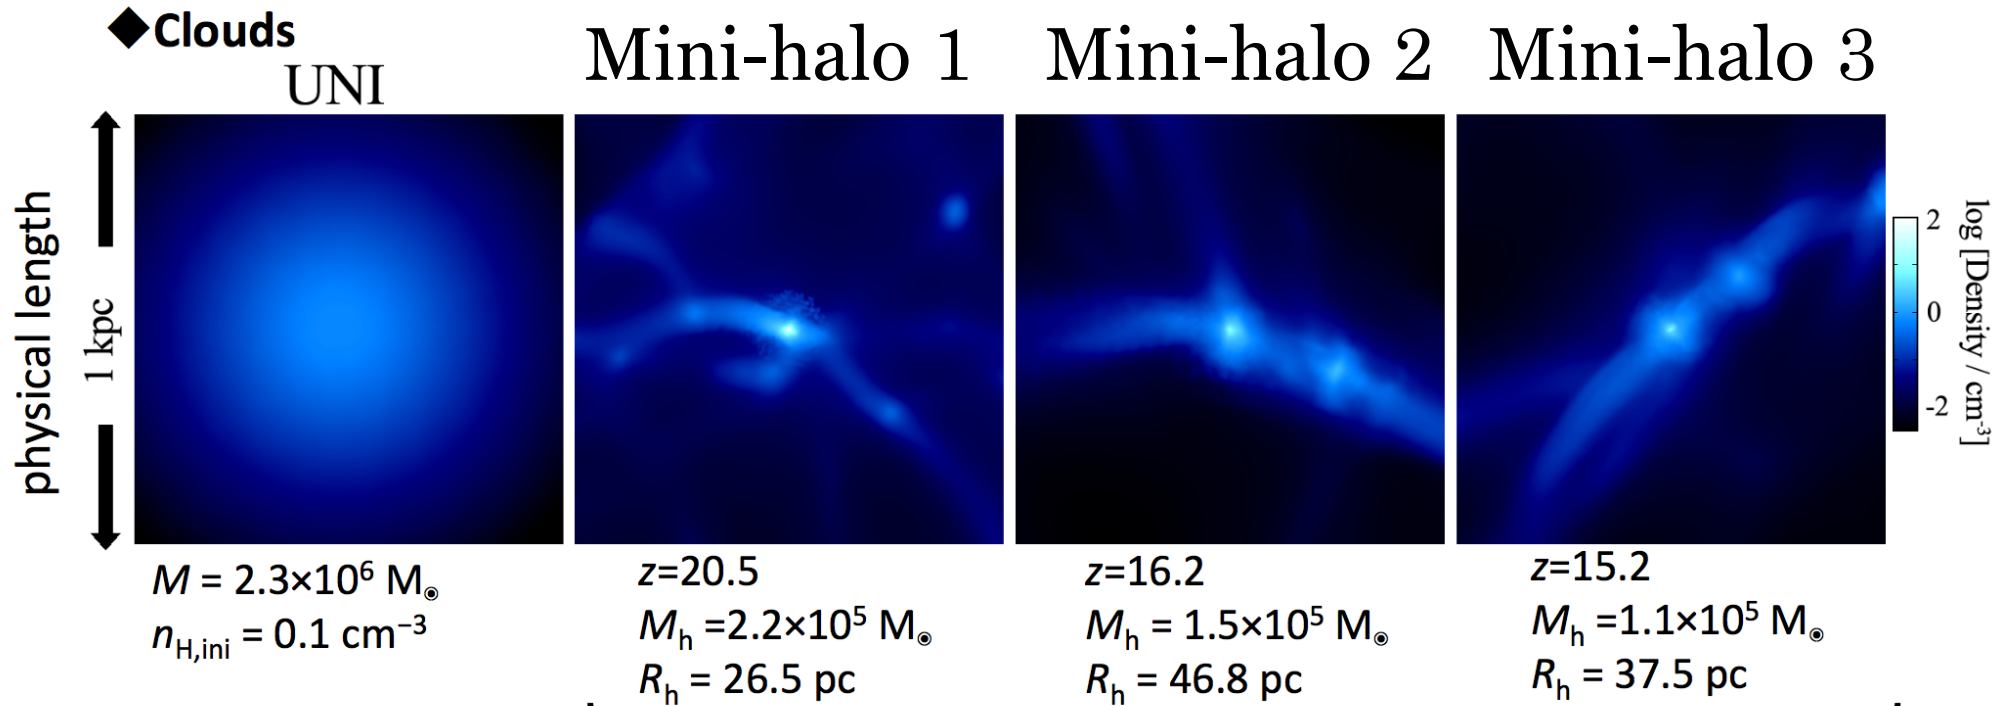 ◆Clouds
UNI
Mini-halo 1
Mini-halo 2
Mini-halo 3
physical length
1 kpc
2
0
-2
log [Density / cm⁻³]
M = 2.3×10⁶ M☉
n_H,ini = 0.1 cm⁻³
z=20.5
M_h =2.2×10⁵ M☉
R_h = 26.5 pc
z=16.2
M_h = 1.5×10⁵ M☉
R_h = 46.8 pc
z=15.2
M_h =1.1×10⁵ M☉
R_h = 37.5 pc